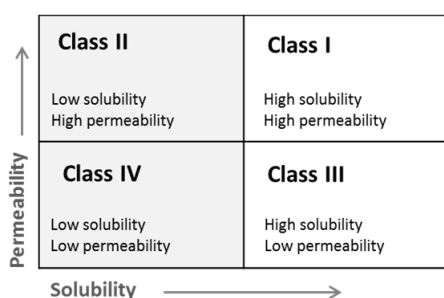 Class II
Low solubility
High permeability
Class I
High solubility
High permeability
Class IV
Low solubility
Low permeability
Class III
High solubility
Low permeability
Permeability
Solubility